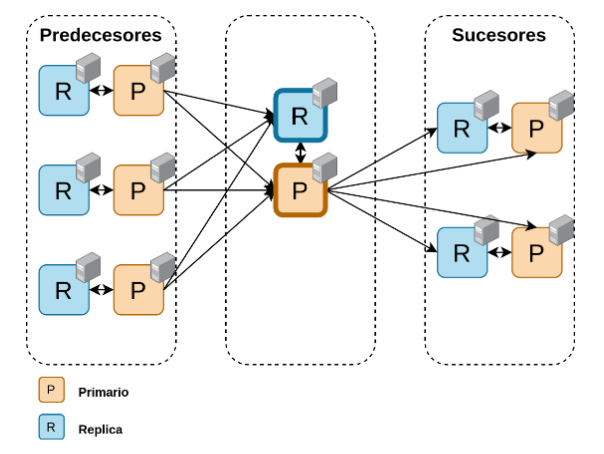 Predecesores
Sucesores
R P
R
R P
R P
P
R P
R P
P Primario
R Replica